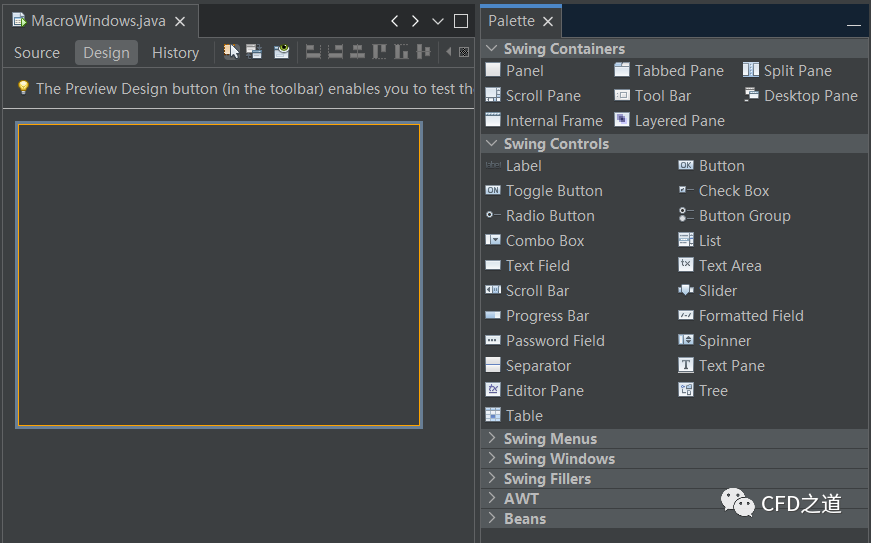 MacroWindows.java
Source Design History
The Preview Design button (in the toolbar) enables you to test th
Palette
Swing Containers
Panel Tabbed Pane Split Pane
Scroll Pane Tool Bar Desktop Pane
Internal Frame Layered Pane
Swing Controls
label Label OK Button
ON Toggle Button Check Box
Radio Button Button Group
Combo Box List
Text Field tx Text Area
Scroll Bar Slider
Progress Bar Formatted Field
Password Field Spinner
Separator T Text Pane
Editor Pane Tree
Table
Swing Menus
Swing Windows
Swing Fillers
AWT
Beans
CFD之道